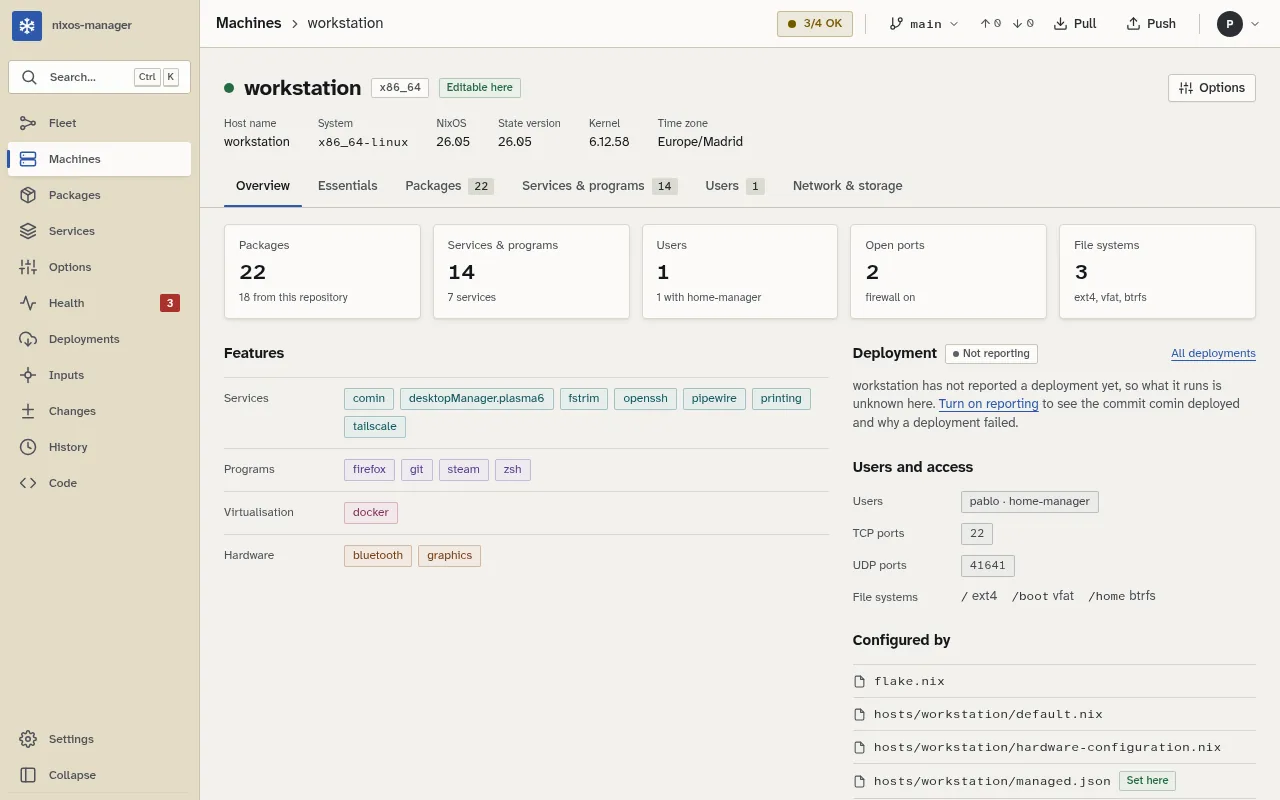 nixos-manager
Machines > workstation
3/4 OK
main
↑0 ↓0
Pull
Push
P
Search...
Ctrl K
Fleet
Machines
Packages
Services
Options
Health 3
Deployments
Inputs
Changes
History
Code
Settings
Collapse
workstation x86_64 Editable here
Options
Host name System NixOS State version Kernel Time zone
workstation x86_64-linux 26.05 26.05 6.12.58 Europe/Madrid
Overview Essentials Packages 22 Services & programs 14 Users 1 Network & storage
Packages
22
18 from this repository
Services & programs
14
7 services
Users
1
1 with home-manager
Open ports
2
firewall on
File systems
3
ext4, vfat, btrfs
Features
Services comin desktopManager.plasma6 fstrim openssh pipewire printing
tailscale
Programs firefox git steam zsh
Virtualisation docker
Hardware bluetooth graphics
Deployment Not reporting All deployments
workstation has not reported a deployment yet, so what it runs is
unknown here. Turn on reporting to see the commit comin deployed
and why a deployment failed.
Users and access
Users pablo · home-manager
TCP ports 22
UDP ports 41641
File systems / ext4 /boot vfat /home btrfs
Configured by
flake.nix
hosts/workstation/default.nix
hosts/workstation/hardware-configuration.nix
hosts/workstation/managed.json Set here